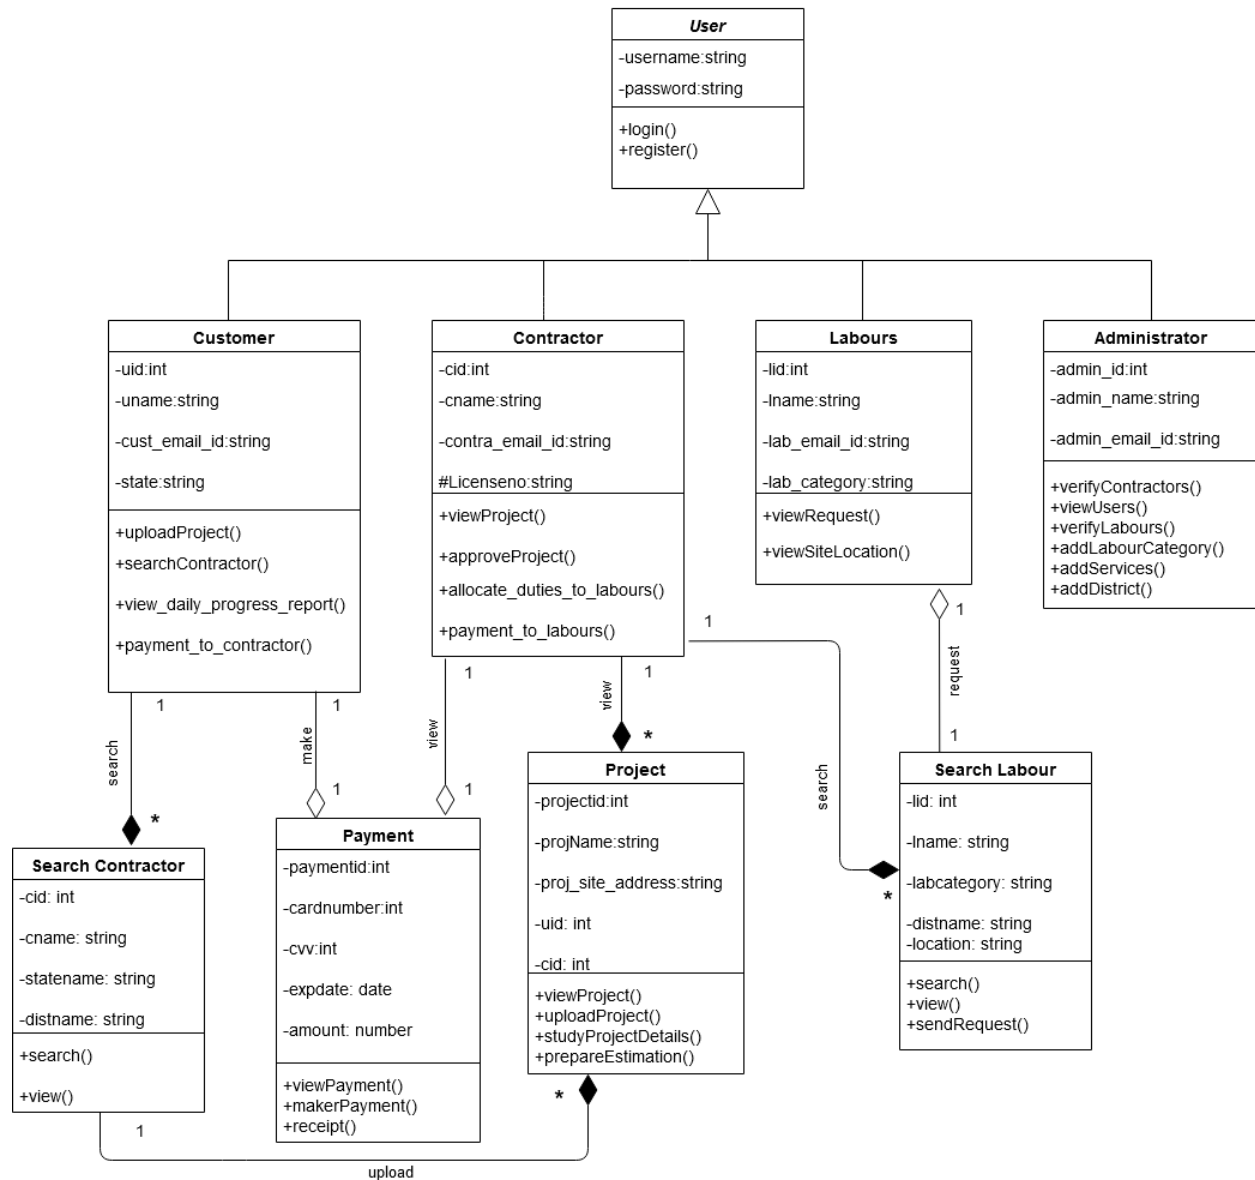 User
-username:string
-password:string
+login()
+register()
Customer
-uid:int
-uname:string
-cust_email_id:string
-state:string
+uploadProject()
+searchContractor()
+view_daily_progress_report()
+payment_to_contractor()
Contractor
-cid:int
-cname:string
-contra_email_id:string
#Licenseno:string
+viewProject()
+approveProject()
+allocate_duties_to_labours()
+payment_to_labours()
Labours
-lid:int
-lname:string
-lab_email_id:string
-lab_category:string
+viewRequest()
+viewSiteLocation()
Administrator
-admin_id:int
-admin_name:string
-admin_email_id:string
+verifyContractors()
+viewUsers()
+verifyLabours()
+addLabourCategory()
+addServices()
+addDistrict()
1
search
*
1
make
1
1
view
1
1
view
*
1
search
*
1
request
1
Search Contractor
-cid: int
-cname: string
-statename: string
-distname: string
+search()
+view()
Payment
-paymentid:int
-cardnumber:int
-cvv:int
-expdate: date
-amount: number
+viewPayment()
+makerPayment()
+receipt()
Project
-projectid:int
-projName:string
-proj_site_address:string
-uid: int
-cid: int
+viewProject()
+uploadProject()
+studyProjectDetails()
+prepareEstimation()
Search Labour
-lid: int
-lname: string
-labcategory: string
-distname: string
-location: string
+search()
+view()
+sendRequest()
1
*
upload